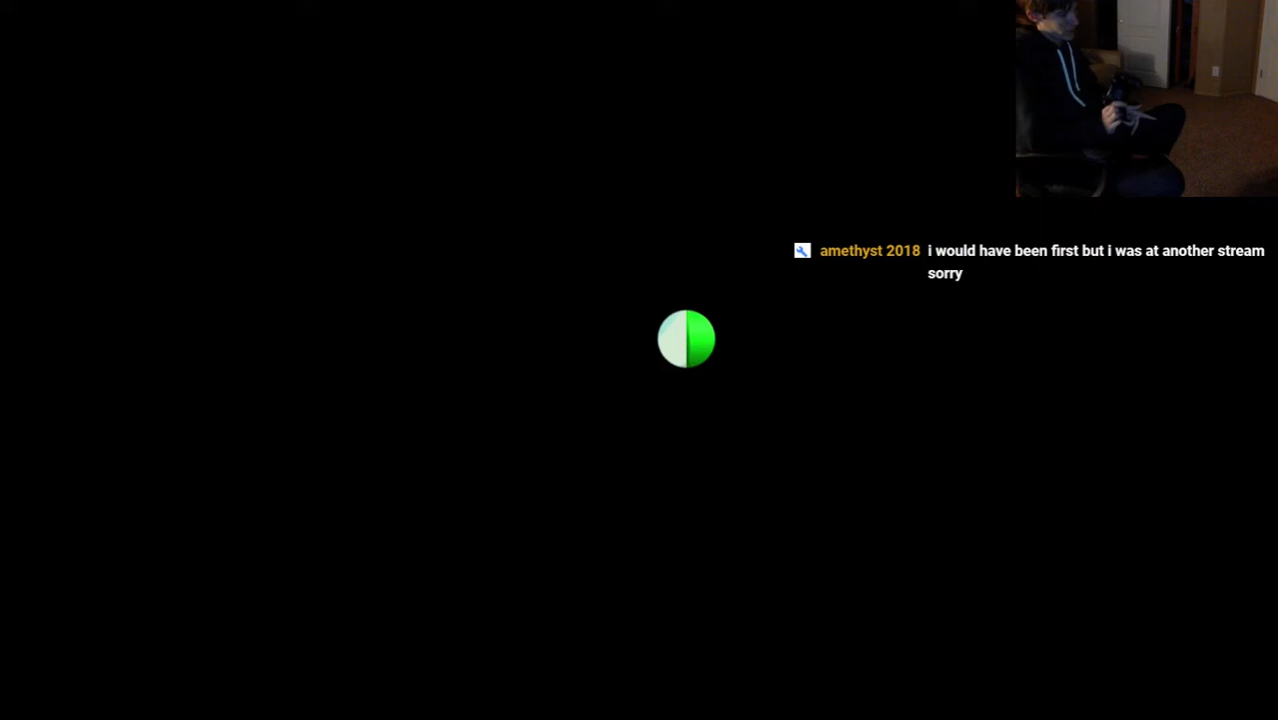 amethyst 2018 i would have been first but i was at another stream
sorry